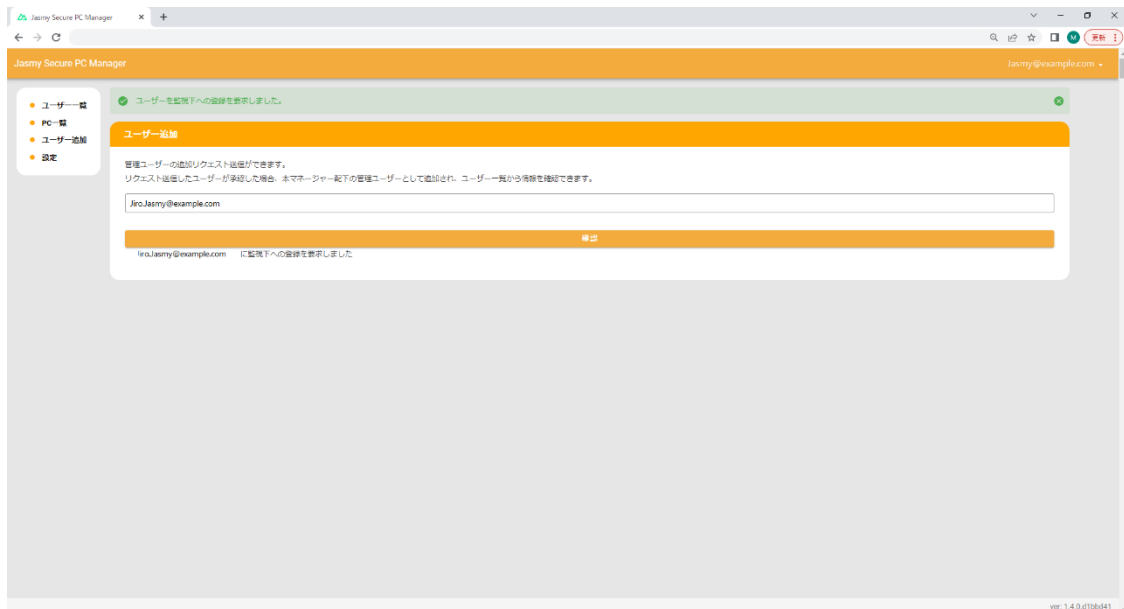 Jasmy Secure PC Manager
更新
Jasmy Secure PC Manager
Jasmy@example.com
ユーザー一覧
PC一覧
ユーザー追加
設定
ユーザーを監視下への登録を要求しました。
ユーザー追加
管理ユーザーの追加リクエスト送信ができます。
リクエスト送信したユーザーが承認した場合、本マネージャー配下の管理ユーザーとして追加され、ユーザー一覧から情報を確認できます。
Jiro.Jasmy@example.com
確認
Jiro.Jasmy@example.com に監視下への登録を要求しました
ver: 1.4.0.d1bbd41